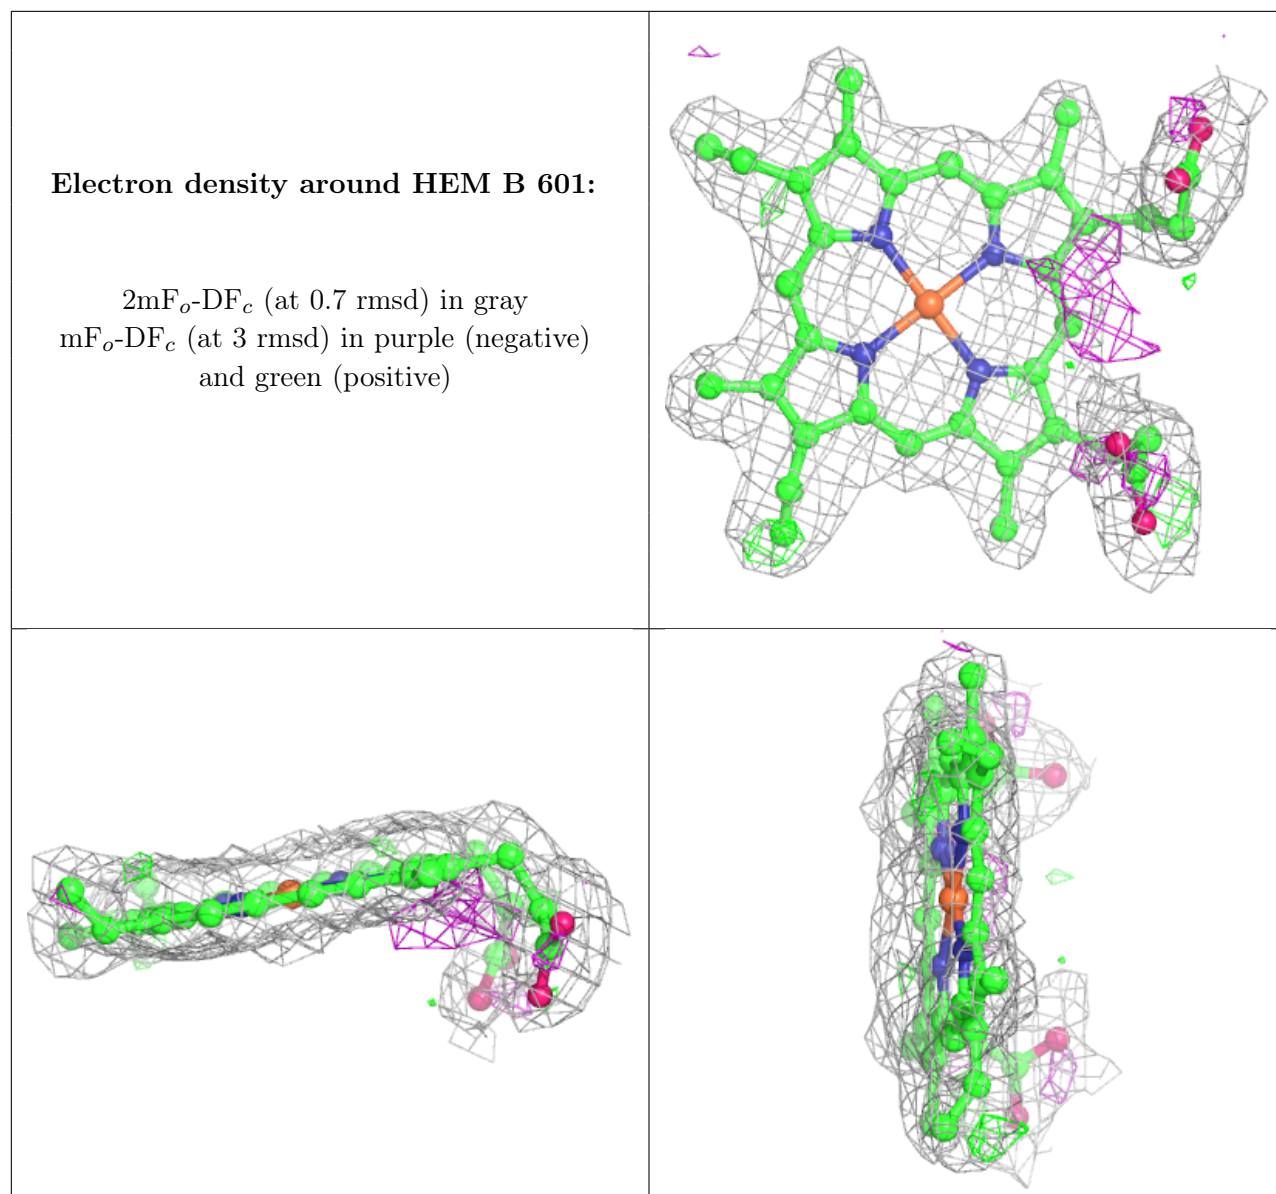 Electron density around HEM B 601:
2mFo-DFc (at 0.7 rmsd) in gray
mFo-DFc (at 3 rmsd) in purple (negative)
and green (positive)